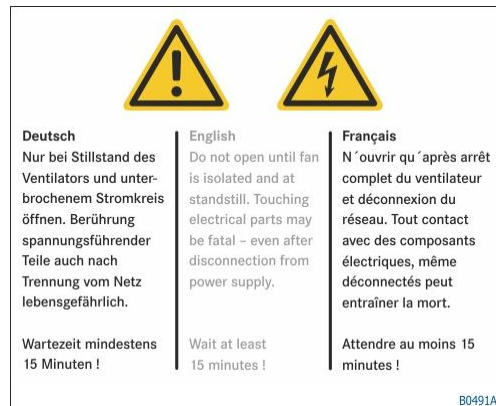 Deutsch
Nur bei Stillstand des
Ventilators und unter-
brochenem Stromkreis
öffnen. Berührung
spannungsführender
Teile auch nach
Trennung vom Netz
lebensgefährlich.
Wartezeit mindestens
15 Minuten !
English
Do not open until fan
is isolated and at
standstill. Touching
electrical parts may
be fatal – even after
disconnection from
power supply.
Wait at least
15 minutes !
Français
N´ouvrir qu´après arrêt
complet du ventilateur
et déconnexion du
réseau. Tout contact
avec des composants
électriques, même
déconnectés peut
entraîner la mort.
Attendre au moins 15
minutes !
B0491A